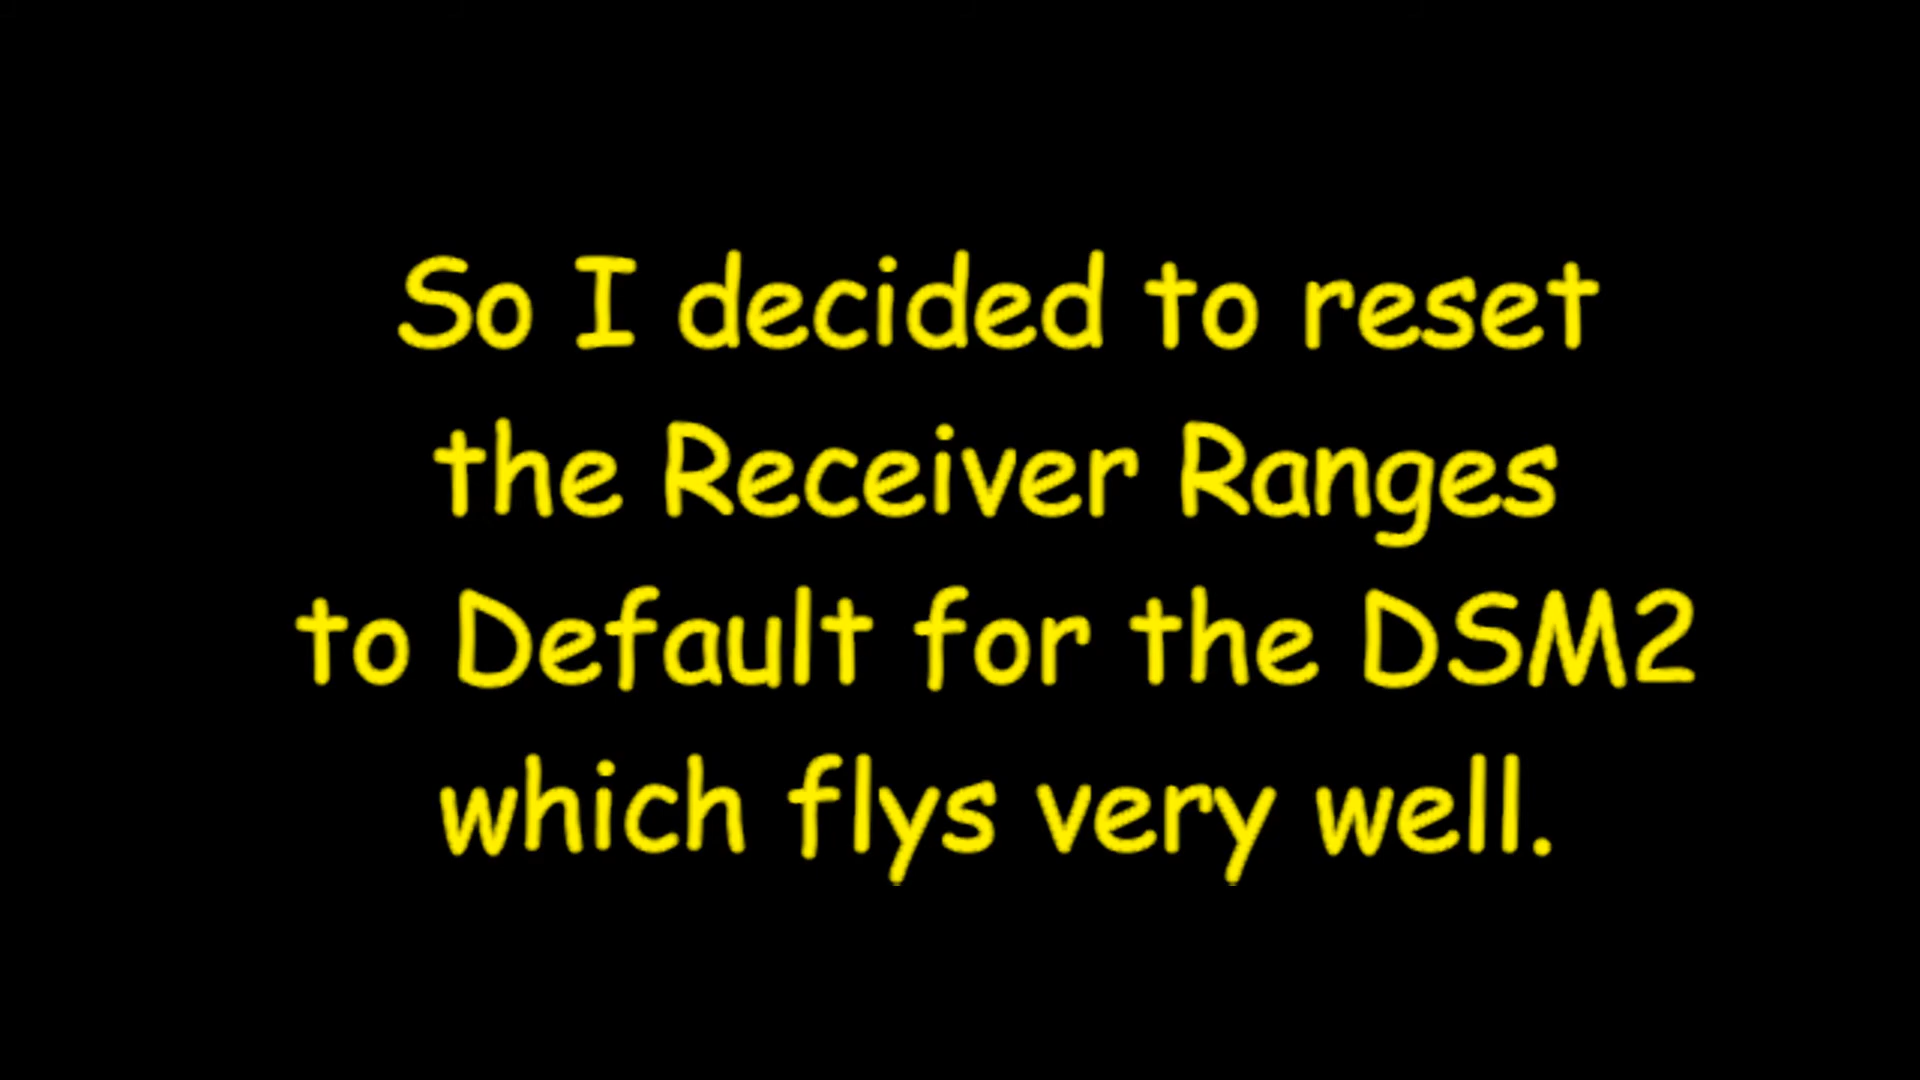 So I decided to reset
the Receiver Ranges
to Default for the DSM2
which flys very well.